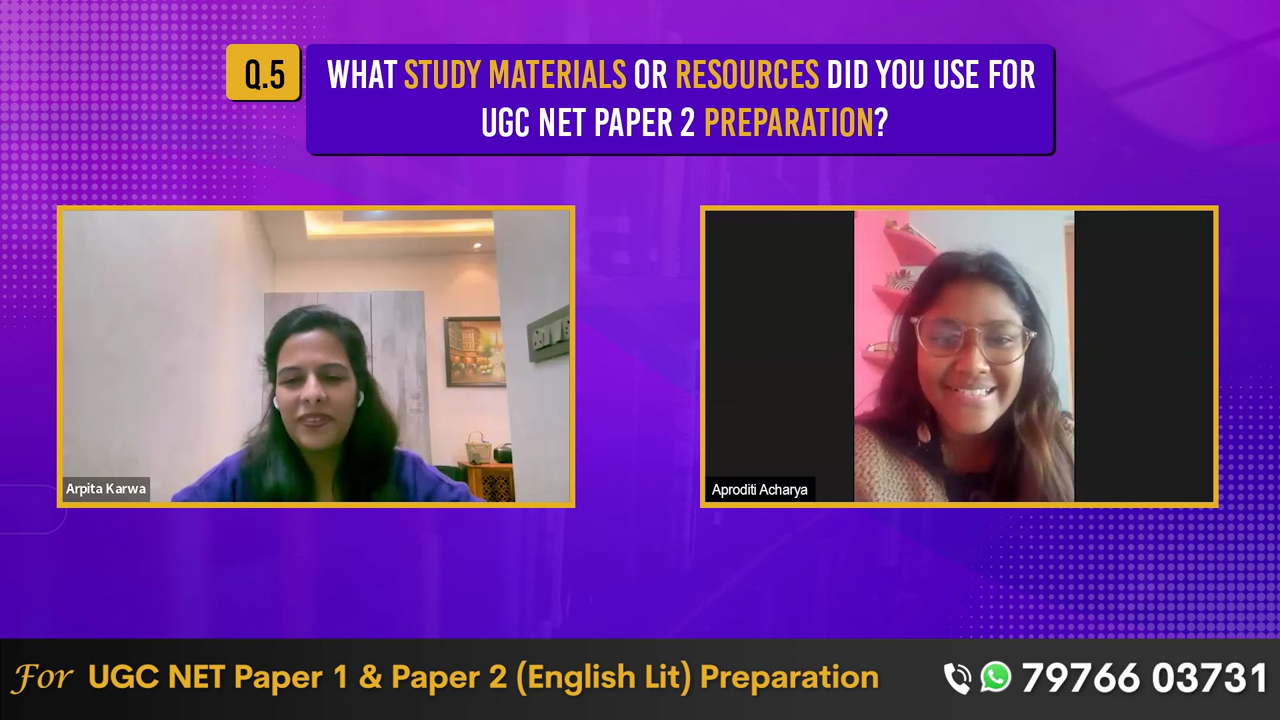 Q.5
WHAT STUDY MATERIALS OR RESOURCES DID YOU USE FOR
UGC NET PAPER 2 PREPARATION?
Arpita Karwa
Aproditi Acharya
For UGC NET Paper 1 & Paper 2 (English Lit) Preparation
79766 03731